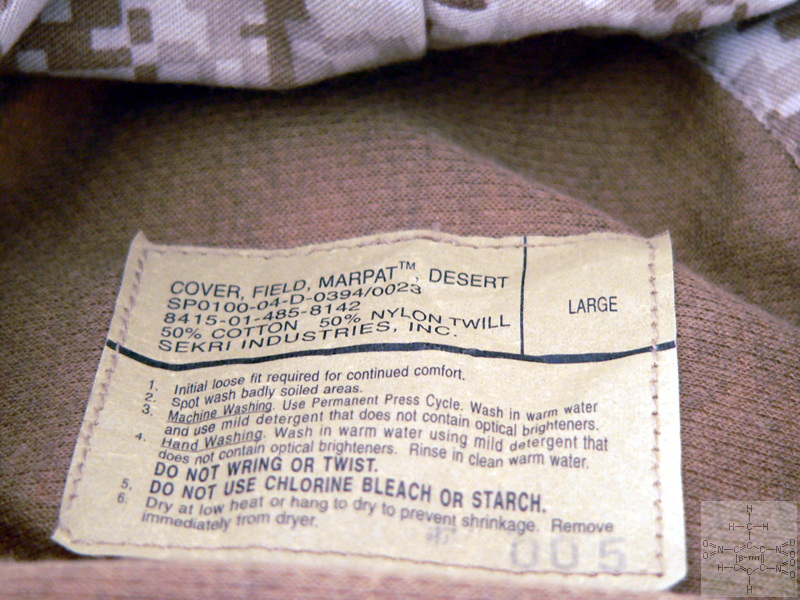 COVER, FIELD, MARPAT™, DESERT
SP0100-04-D-0394/0023
8415-01-485-8142
50% COTTON 50% NYLON TWILL
SEKRI INDUSTRIES, INC.
LARGE
1. Initial loose fit required for continued comfort.
2. Spot wash badly soiled areas.
3. Machine Washing. Use Permanent Press Cycle. Wash in warm water
and use mild detergent that does not contain optical brighteners.
4. Hand Washing. Wash in warm water using mild detergent that
does not contain optical brighteners. Rinse in clean warm water.
DO NOT WRING OR TWIST.
5. DO NOT USE CHLORINE BLEACH OR STARCH.
6. Dry at low heat or hang to dry to prevent shrinkage. Remove
immediately from dryer.
005